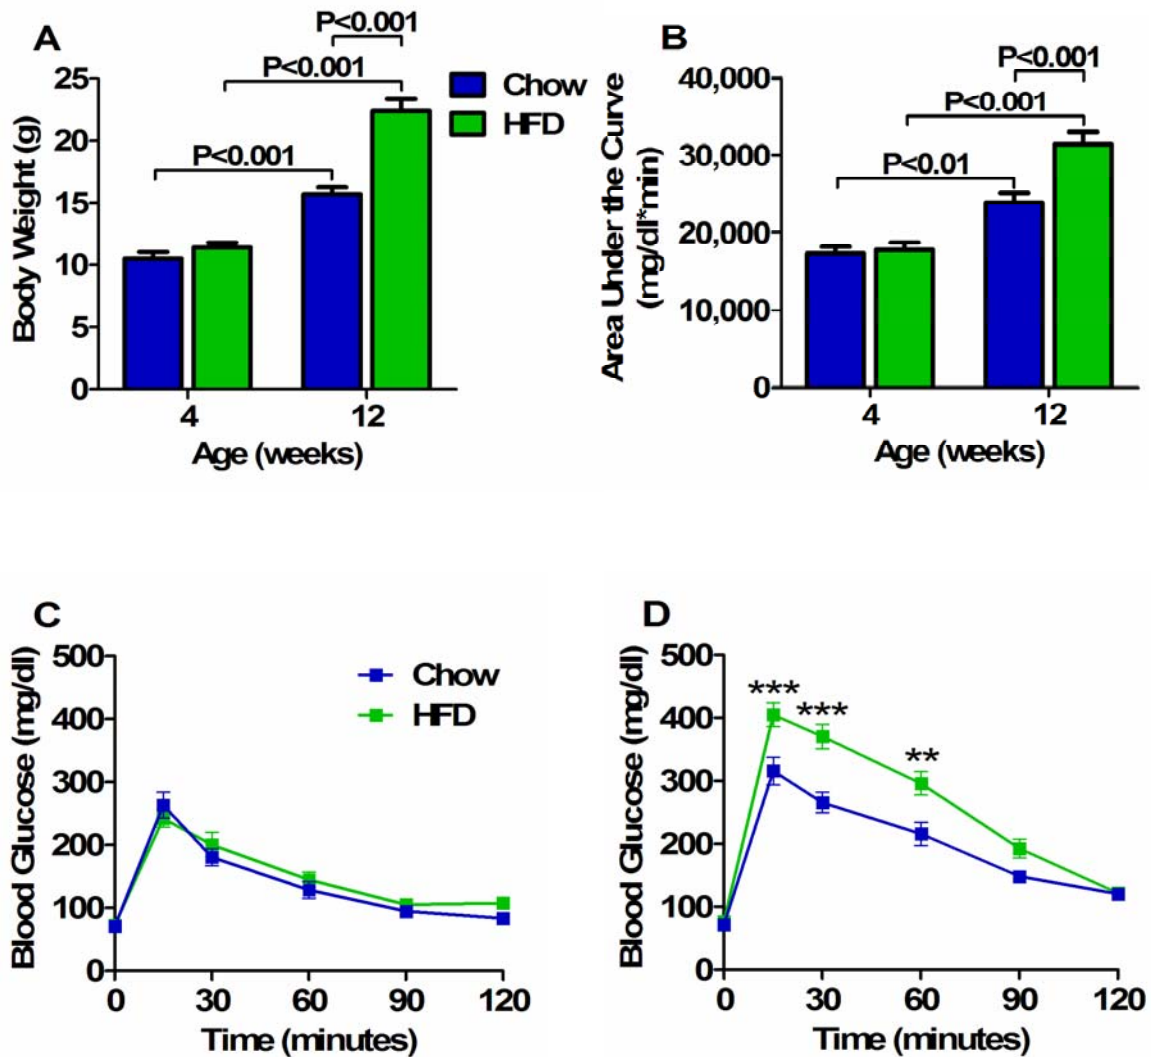 A
P<0.001
P<0.001
P<0.001
Chow
HFD
Body Weight (g)
25
20
15
10
5
0
4
12
Age (weeks)
B
P<0.001
P<0.001
P<0.01
Area Under the Curve
(mg/dl*min)
40,000
30,000
20,000
10,000
0
4
12
Age (weeks)
C
Chow
HFD
Blood Glucose (mg/dl)
500
400
300
200
100
0
0
30
60
90
120
Time (minutes)
D
***
***
**
Blood Glucose (mg/dl)
500
400
300
200
100
0
0
30
60
90
120
Time (minutes)